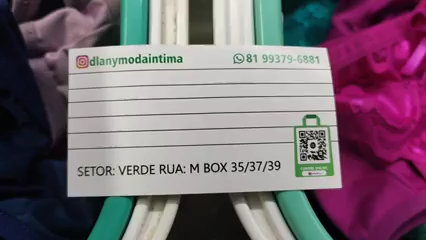 dlanymodaintima
81 99379-6881
SETOR: VERDE RUA: M BOX 35/37/39